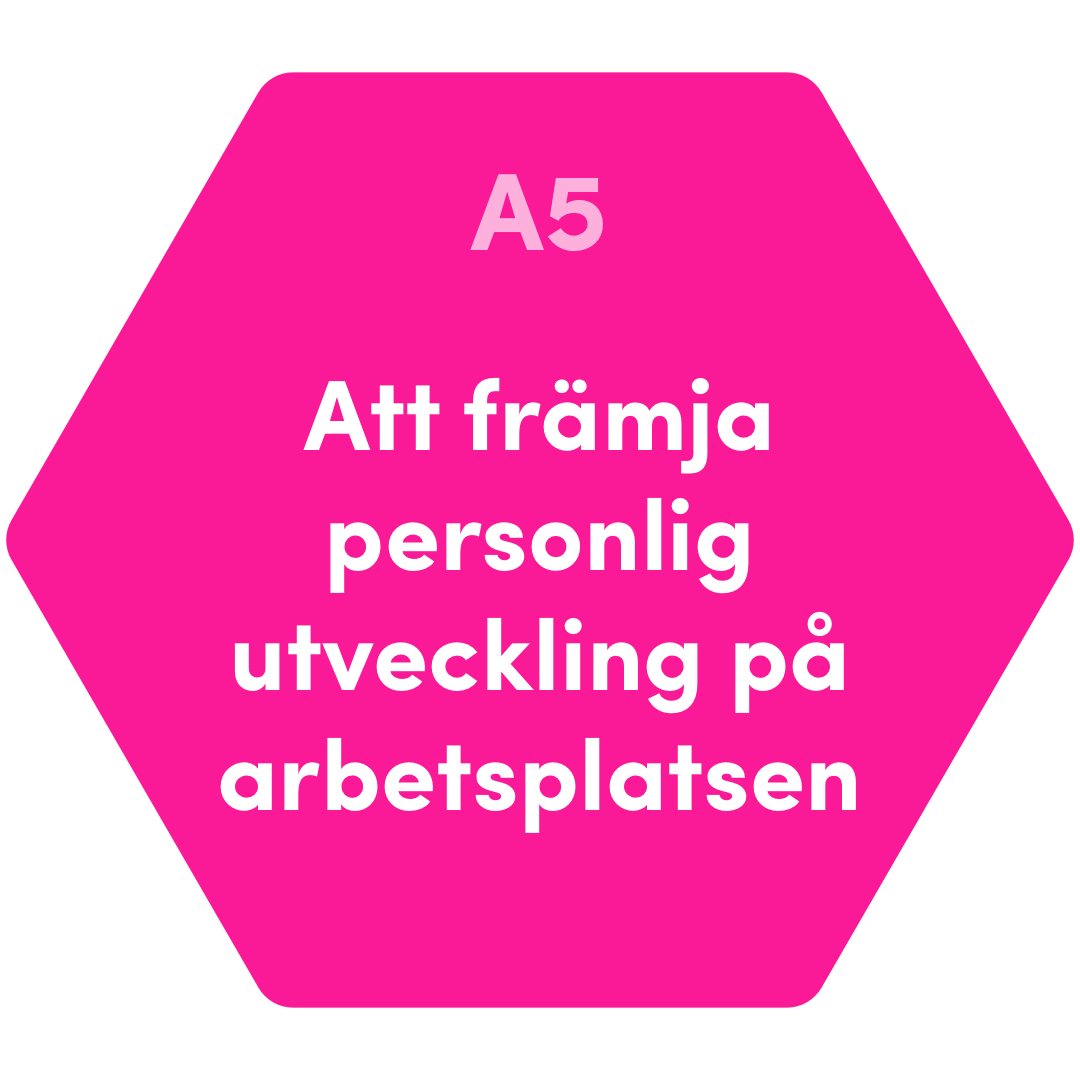 A5
Att främja
personlig
utveckling på
arbetsplatsen